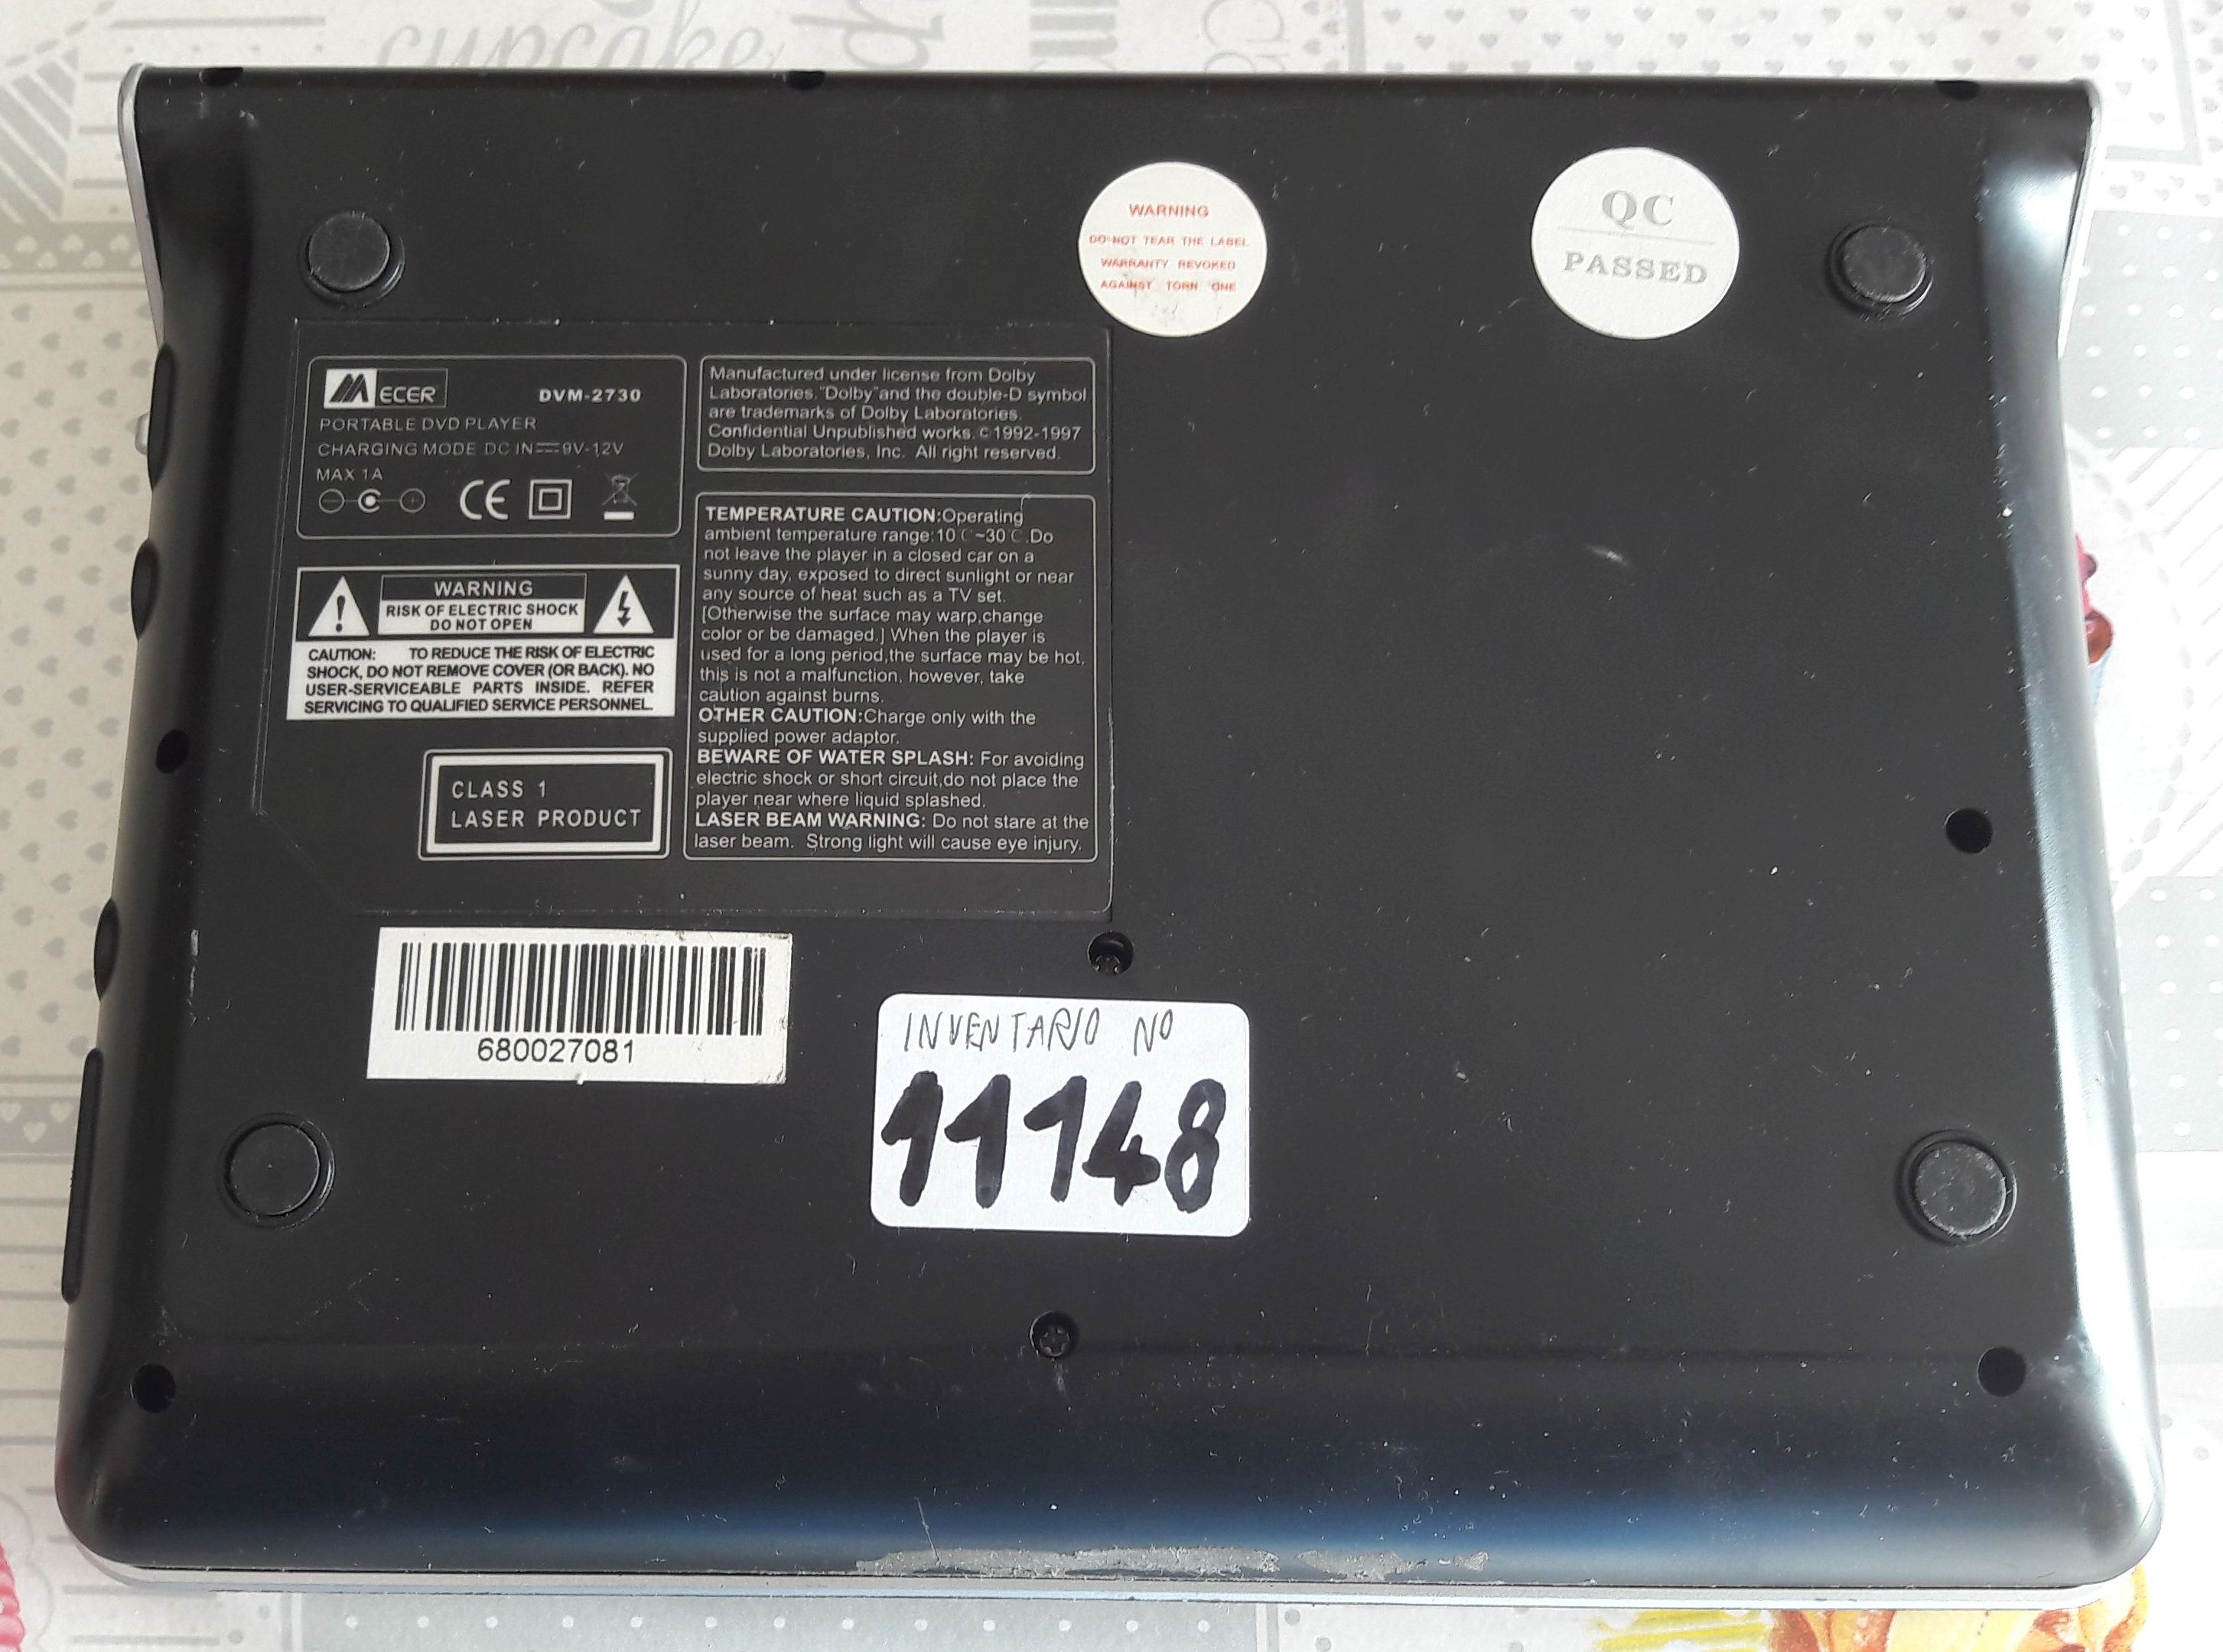 cupcake
WARNING
DO NOT TEAR THE LABEL
WARRANTY REVOKED
AGAINST TORN ONE
QC
PASSED
MECER DVM-2730
PORTABLE DVD PLAYER
CHARGING MODE DC IN⎓9V-12V
MAX 1A
CE
Manufactured under license from Dolby
Laboratories."Dolby"and the double-D symbol
are trademarks of Dolby Laboratories.
Confidential Unpublished works.©1992-1997
Dolby Laboratories, Inc. All right reserved.
WARNING
RISK OF ELECTRIC SHOCK
DO NOT OPEN
CAUTION: TO REDUCE THE RISK OF ELECTRIC
SHOCK, DO NOT REMOVE COVER (OR BACK). NO
USER-SERVICEABLE PARTS INSIDE. REFER
SERVICING TO QUALIFIED SERVICE PERSONNEL.
CLASS 1
LASER PRODUCT
TEMPERATURE CAUTION:Operating
ambient temperature range:10℃~30℃.Do
not leave the player in a closed car on a
sunny day, exposed to direct sunlight or near
any source of heat such as a TV set.
[Otherwise the surface may warp,change
color or be damaged.] When the player is
used for a long period,the surface may be hot,
this is not a malfunction, however, take
caution against burns.
OTHER CAUTION:Charge only with the
supplied power adaptor.
BEWARE OF WATER SPLASH: For avoiding
electric shock or short circuit,do not place the
player near where liquid splashed.
LASER BEAM WARNING: Do not stare at the
laser beam. Strong light will cause eye injury.
680027081
INVENTARIO NO
11148